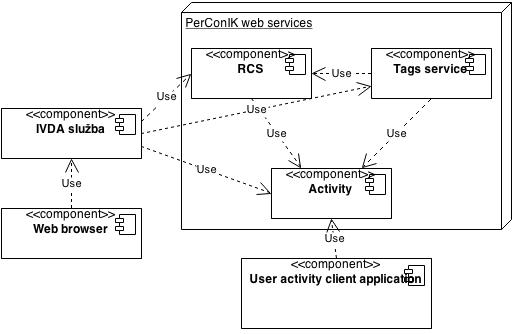 PerConIK web services
<<component>>
RCS
<<component>>
Tags service
Use
Use
<<component>>
IVDA služba
Use
Use
Use
Use
<<component>>
Activity
Use
<<component>>
Web browser
Use
<<component>>
User activity client application